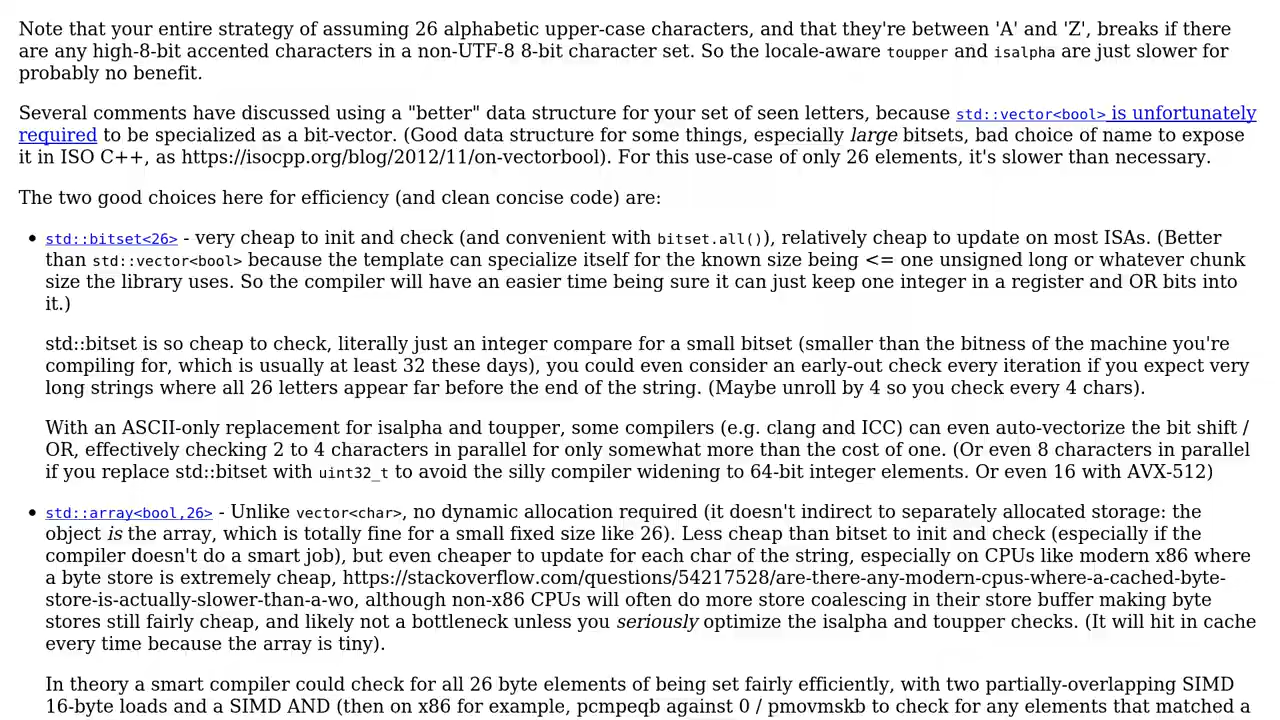 Note that your entire strategy of assuming 26 alphabetic upper-case characters, and that they're between 'A' and 'Z', breaks if there
are any high-8-bit accented characters in a non-UTF-8 8-bit character set. So the locale-aware toupper and isalpha are just slower for
probably no benefit.
Several comments have discussed using a "better" data structure for your set of seen letters, because std::vector<bool> is unfortunately
required to be specialized as a bit-vector. (Good data structure for some things, especially large bitsets, bad choice of name to expose
it in ISO C++, as https://isocpp.org/blog/2012/11/on-vectorbool). For this use-case of only 26 elements, it's slower than necessary.
The two good choices here for efficiency (and clean concise code) are:
• std::bitset<26> - very cheap to init and check (and convenient with bitset.all()), relatively cheap to update on most ISAs. (Better
than std::vector<bool> because the template can specialize itself for the known size being <= one unsigned long or whatever chunk
size the library uses. So the compiler will have an easier time being sure it can just keep one integer in a register and OR bits into
it.)
std::bitset is so cheap to check, literally just an integer compare for a small bitset (smaller than the bitness of the machine you're
compiling for, which is usually at least 32 these days), you could even consider an early-out check every iteration if you expect very
long strings where all 26 letters appear far before the end of the string. (Maybe unroll by 4 so you check every 4 chars).
With an ASCII-only replacement for isalpha and toupper, some compilers (e.g. clang and ICC) can even auto-vectorize the bit shift /
OR, effectively checking 2 to 4 characters in parallel for only somewhat more than the cost of one. (Or even 8 characters in parallel
if you replace std::bitset with uint32_t to avoid the silly compiler widening to 64-bit integer elements. Or even 16 with AVX-512)
• std::array<bool,26> - Unlike vector<char>, no dynamic allocation required (it doesn't indirect to separately allocated storage: the
object is the array, which is totally fine for a small fixed size like 26). Less cheap than bitset to init and check (especially if the
compiler doesn't do a smart job), but even cheaper to update for each char of the string, especially on CPUs like modern x86 where
a byte store is extremely cheap, https://stackoverflow.com/questions/54217528/are-there-any-modern-cpus-where-a-cached-byte-
store-is-actually-slower-than-a-wo, although non-x86 CPUs will often do more store coalescing in their store buffer making byte
stores still fairly cheap, and likely not a bottleneck unless you seriously optimize the isalpha and toupper checks. (It will hit in cache
every time because the array is tiny).
In theory a smart compiler could check for all 26 byte elements of being set fairly efficiently, with two partially-overlapping SIMD
16-byte loads and a SIMD AND (then on x86 for example, pcmpeqb against 0 / pmovmskb to check for any elements that matched a